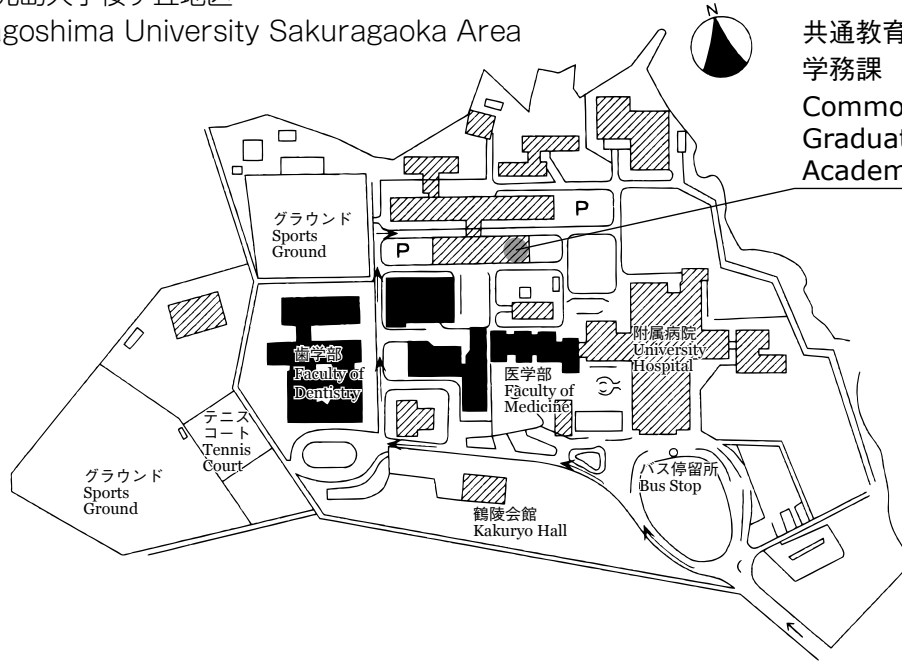 goshima University Sakuragaoka Area
N
共通教育
学務課
Commo
Graduat
Academ
グラウンド
Sports
Ground
P
P
歯学部
Faculty of
Dentistry
附属病院
University
Hospital
医学部
Faculty of
Medicine
テニス
コート
Tennis
Court
グラウンド
Sports
Ground
バス停留所
Bus Stop
鶴陵会館
Kakuryo Hall